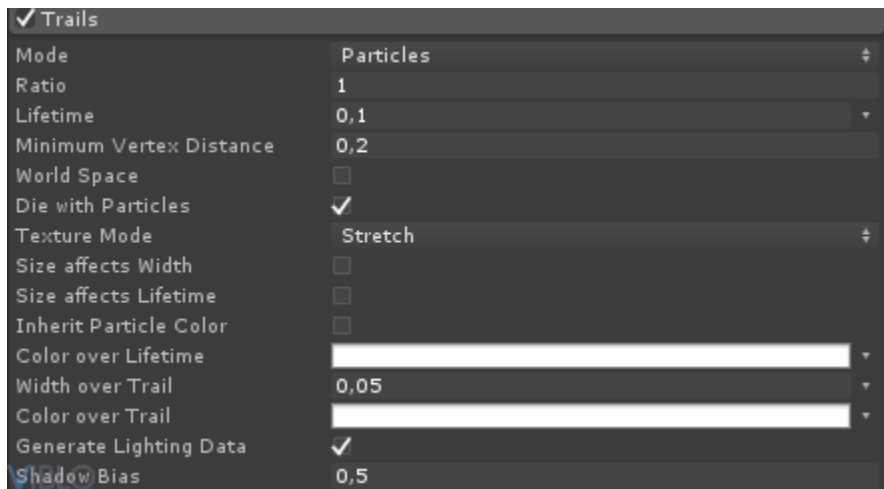 Trails
Mode Particles
Ratio 1
Lifetime 0,1
Minimum Vertex Distance 0,2
World Space
Die with Particles
Texture Mode Stretch
Size affects Width
Size affects Lifetime
Inherit Particle Color
Color over Lifetime
Width over Trail 0,05
Color over Trail
Generate Lighting Data
Shadow Bias 0,5
VIBLO